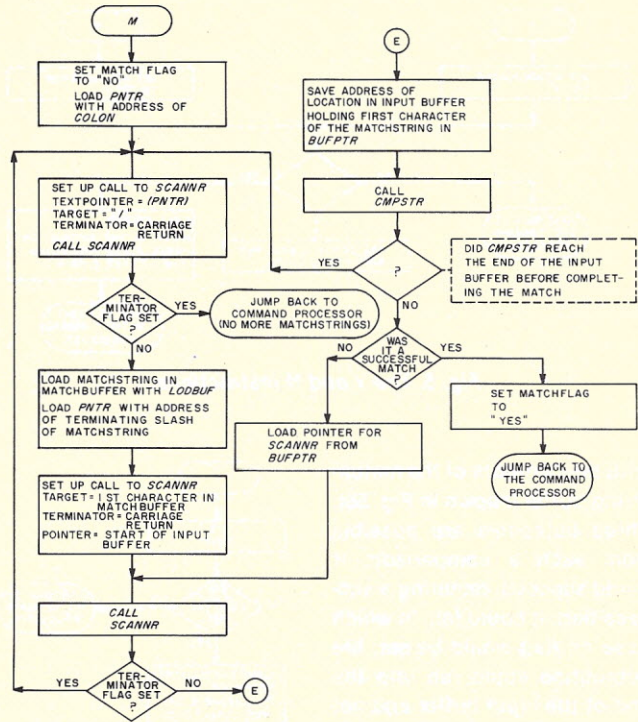 M
SET MATCH FLAG
TO "NO"
LOAD PNTR
WITH ADDRESS OF
COLON
SET UP CALL TO SCANNR
TEXTPOINTER = (PNTR)
TARGET = "/"
TERMINATOR = CARRIAGE
RETURN
CALL SCANNR
TER-
MINATOR
FLAG SET
?
YES
NO
JUMP BACK TO
COMMAND PROCESSOR
(NO MORE MATCHSTRINGS)
LOAD MATCHSTRING IN
MATCHBUFFER WITH LODBUF
LOAD PNTR WITH ADDRESS
OF TERMINATING SLASH
OF MATCHSTRING
SET UP CALL TO SCANNR
TARGET = 1 ST CHARACTER IN
MATCHBUFFER
TERMINATOR = CARRIAGE
RETURN
POINTER = START OF INPUT
BUFFER
CALL
SCANNR
YES
TER-
MINATOR
FLAG SET
?
NO
E
E
SAVE ADDRESS OF
LOCATION IN INPUT BUFFER
HOLDING FIRST CHARACTER
OF THE MATCHSTRING IN
BUFPTR
CALL
CMPSTR
YES
?
NO
DID CMPSTR REACH
THE END OF THE INPUT
BUFFER BEFORE COMPLET-
ING THE MATCH
NO
WAS
IT A
SUCCESSFUL
MATCH
?
YES
LOAD POINTER FOR
SCANNR FROM
BUFPTR
SET MATCHFLAG
TO
"YES"
JUMP BACK TO
THE COMMAND
PROCESSOR